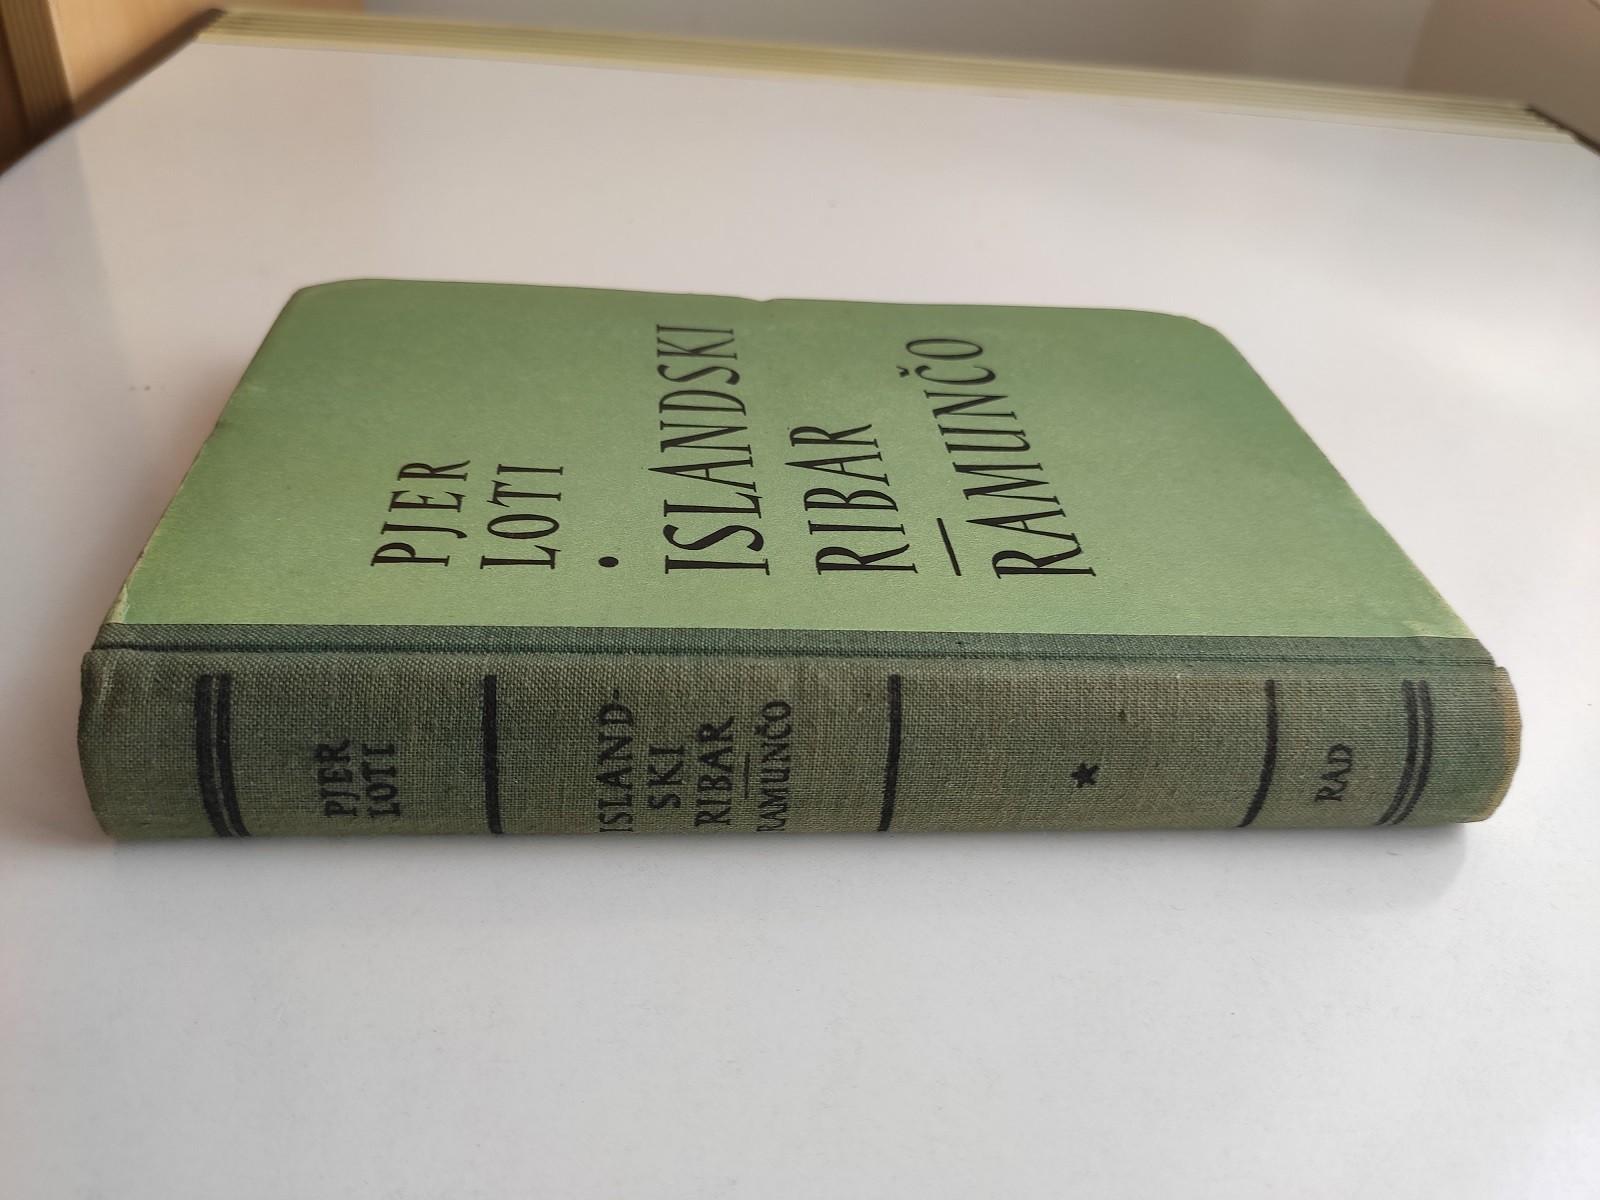 PJER
LOTI
ISLANDSKI
RIBAR
RAMUNČO
PJER
LOTI
ISLAND-
SKI
RIBAR
RAMUNČO
RAD